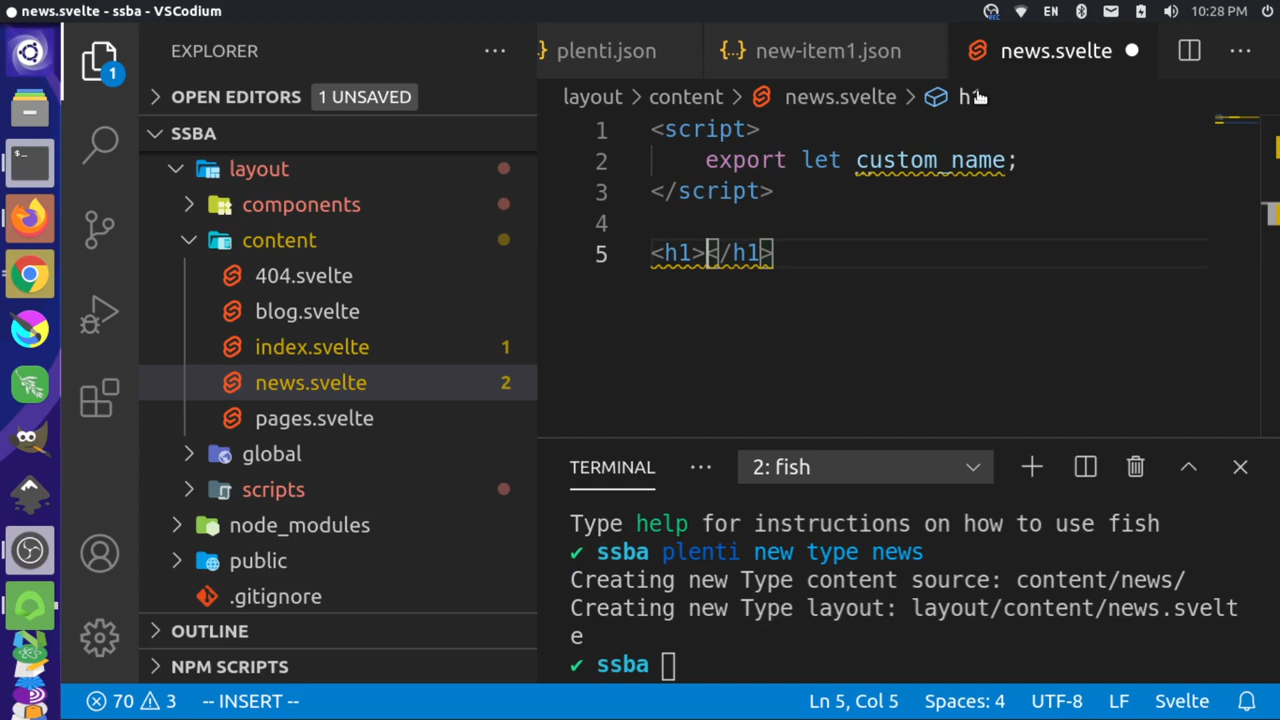 news.svelte - ssba - VSCodium
EN
10:28 PM
EXPLORER
1
OPEN EDITORS 1 UNSAVED
SSBA
layout
components
content
404.svelte
blog.svelte
index.svelte 1
news.svelte 2
pages.svelte
global
scripts
node_modules
public
.gitignore
OUTLINE
NPM SCRIPTS
} plenti.json
{..} new-item1.json
news.svelte
layout > content > news.svelte > h1
1 <script>
2 export let custom_name;
3 </script>
4
5 <h1></h1>
TERMINAL
2: fish
Type help for instructions on how to use fish
✔ ssba plenti new type news
Creating new Type content source: content/news/
Creating new Type layout: layout/content/news.svelt
e
✔ ssba
70 3 -- INSERT --
Ln 5, Col 5 Spaces: 4 UTF-8 LF Svelte